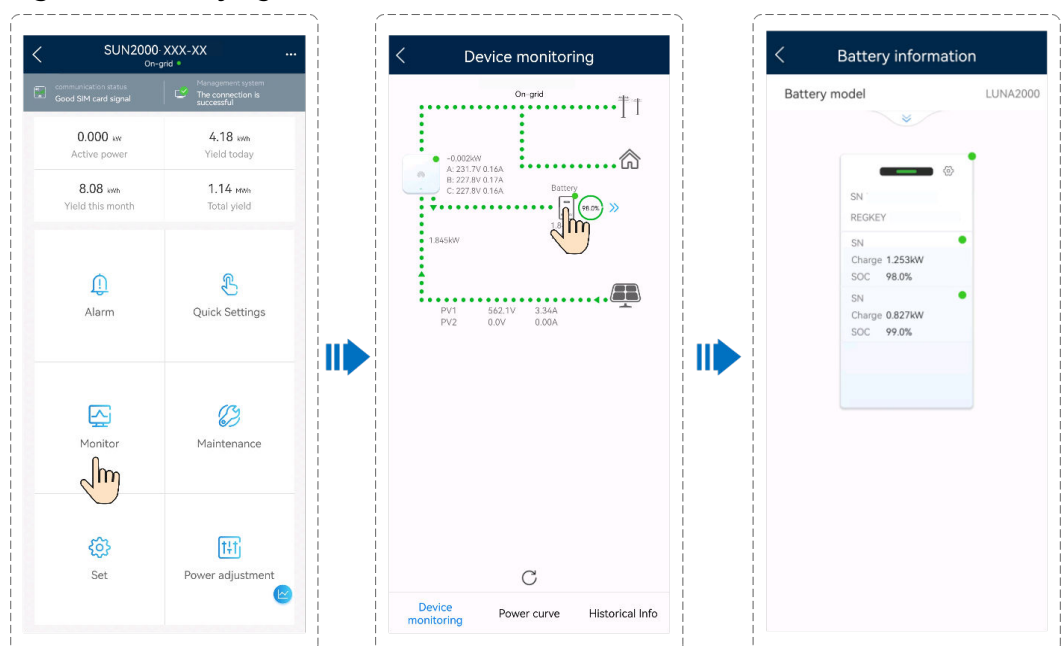 SUN2000 XXX-XX
On-grid
communication status
Good SIM card signal
Management system
The connection is
successful
0.000 kW
Active power
4.18 kWh
Yield today
8.08 kWh
Yield this month
1.14 MWh
Total yield
Alarm
Quick Settings
Monitor
Maintenance
Set
Power adjustment
Device monitoring
On-grid
-0.002kW
A: 231.7V 0.16A
B: 227.8V 0.17A
C: 227.8V 0.16A
Battery
98.0%
1.845kW
PV1 562.1V 3.34A
PV2 0.0V 0.00A
Device
monitoring
Power curve
Historical Info
Battery information
Battery model LUNA2000
SN
REGKEY
SN
Charge 1.253kW
SOC 98.0%
SN
Charge 0.827kW
SOC 99.0%